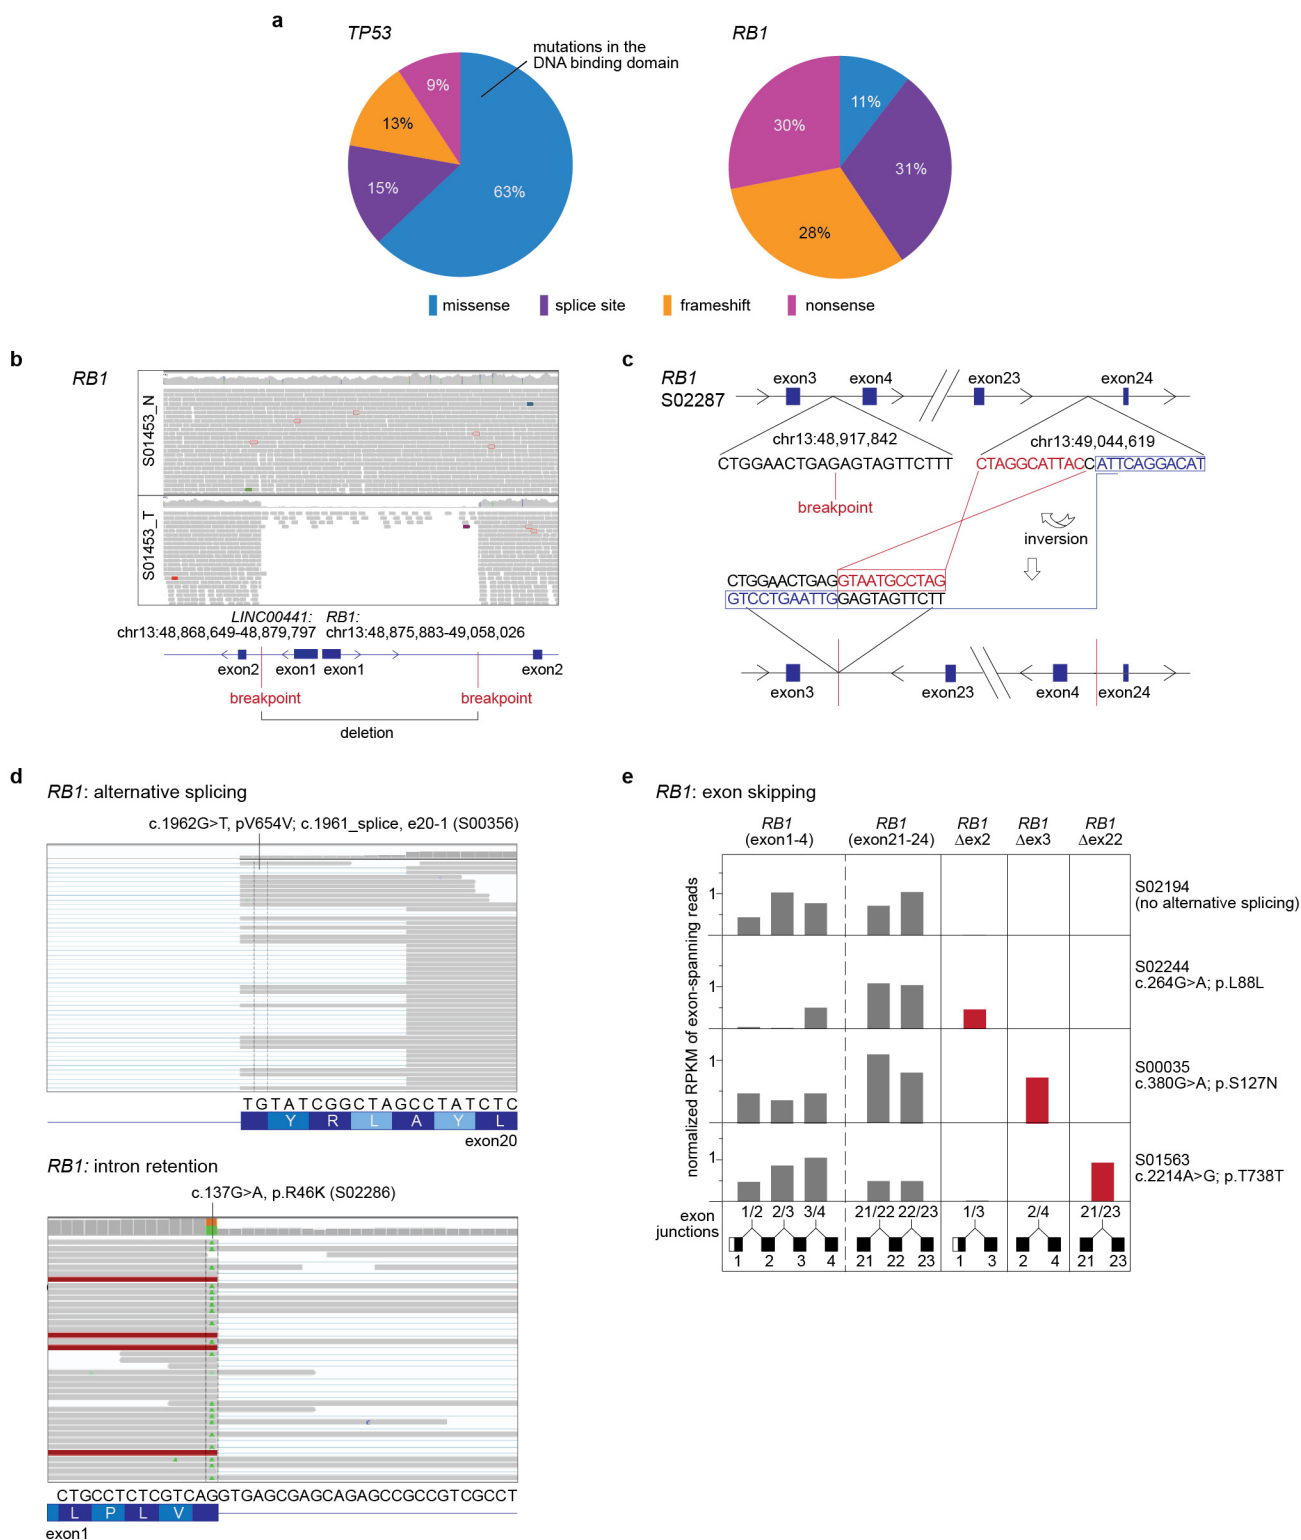 a
TP53
RB1
mutations in the
DNA binding domain
9%
13%
15%
63%
11%
30%
31%
28%
missense
splice site
frameshift
nonsense
b
RB1
S01453_N
S01453_T
LINC00441: RB1:
chr13:48,868,649-48,879,797 chr13:48,875,883-49,058,026
exon2 exon1 exon1 exon2
breakpoint breakpoint
deletion
c
RB1
S02287
exon3 exon4 exon23 exon24
chr13:48,917,842 chr13:49,044,619
CTGGAACTGAGAGTAGTTCTTT CTAGGCATTACCATTCAGGACAT
breakpoint
inversion
CTGGAACTGAGGTAATGCCTAG
GTCCTGAATTGGAGTAGTTCTT
exon3 exon23 exon4 exon24
d
RB1: alternative splicing
c.1962G>T, pV654V; c.1961_splice, e20-1 (S00356)
TGTATCGGCTAGCCTATCTC
Y R L A Y L
exon20
RB1: intron retention
c.137G>A, p.R46K (S02286)
CTGCCTCTCGTCAGGTGAGCGAGCAGAGCCGCCGTCGCCT
L P L V
exon1
e
RB1: exon skipping
RB1 RB1 RB1 RB1 RB1
(exon1-4) (exon21-24) Δex2 Δex3 Δex22
normalized RPKM of exon-spanning reads
1
S02194
(no alternative splicing)
1
S02244
c.264G>A; p.L88L
1
S00035
c.380G>A; p.S127N
1
S01563
c.2214A>G; p.T738T
exon
junctions
1/2 2/3 3/4 21/22 22/23 1/3 2/4 21/23
1 2 3 4 21 22 23 1 3 2 4 21 23